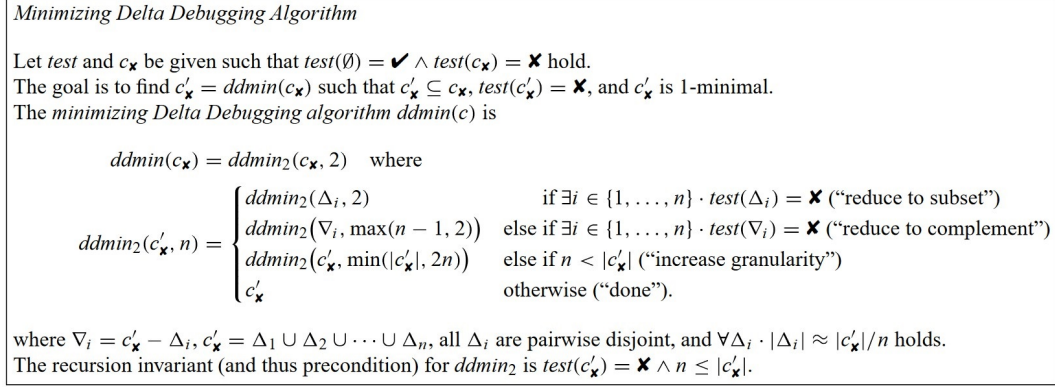 Minimizing Delta Debugging Algorithm
Let test and c✘ be given such that test(∅) = ✔ ∧ test(c✘) = ✘ hold.
The goal is to find c′✘ = ddmin(c✘) such that c′✘ ⊆ c✘, test(c′✘) = ✘, and c′✘ is 1-minimal.
The minimizing Delta Debugging algorithm ddmin(c) is
ddmin(c✘) = ddmin₂(c✘, 2) where
ddmin₂(c′✘, n) = {
ddmin₂(Δᵢ, 2) if ∃i ∈ {1, . . . , n} · test(Δᵢ) = ✘ (“reduce to subset”)
ddmin₂(∇ᵢ, max(n − 1, 2)) else if ∃i ∈ {1, . . . , n} · test(∇ᵢ) = ✘ (“reduce to complement”)
ddmin₂(c′✘, min(|c′✘|, 2n)) else if n < |c′✘| (“increase granularity”)
c′✘ otherwise (“done”).
where ∇ᵢ = c′✘ − Δᵢ, c′✘ = Δ₁ ∪ Δ₂ ∪ · · · ∪ Δₙ, all Δᵢ are pairwise disjoint, and ∀Δᵢ · |Δᵢ| ≈ |c′✘|/n holds.
The recursion invariant (and thus precondition) for ddmin₂ is test(c′✘) = ✘ ∧ n ≤ |c′✘|.